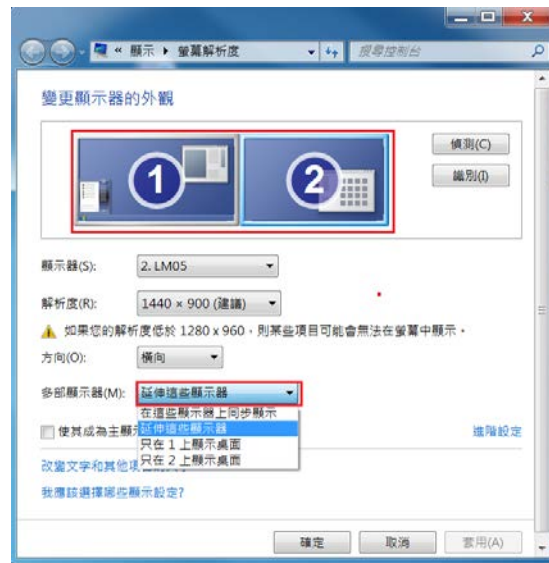 « 顯示 ▸ 螢幕解析度
搜尋控制台
變更顯示器的外觀
1
2
偵測(C)
識別(I)
顯示器(S): 2. LM05
解析度(R): 1440 × 900 (建議)
如果您的解析度低於 1280 x 960,則某些項目可能會無法在螢幕中顯示。
方向(O): 橫向
多部顯示器(M): 延伸這些顯示器
在這些顯示器上同步顯示
延伸這些顯示器
只在 1 上顯示桌面
只在 2 上顯示桌面
使其成為主顯
進階設定
改變文字和其他
我應該選擇哪些顯示設定?
確定
取消
套用(A)